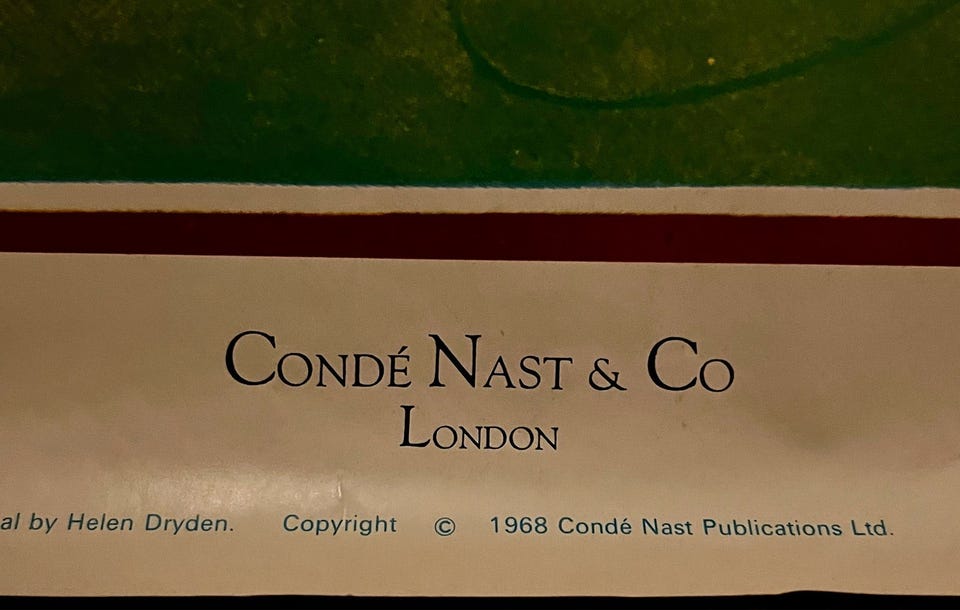 CONDÉ NAST & CO
LONDON
al by Helen Dryden. Copyright © 1968 Condé Nast Publications Ltd.